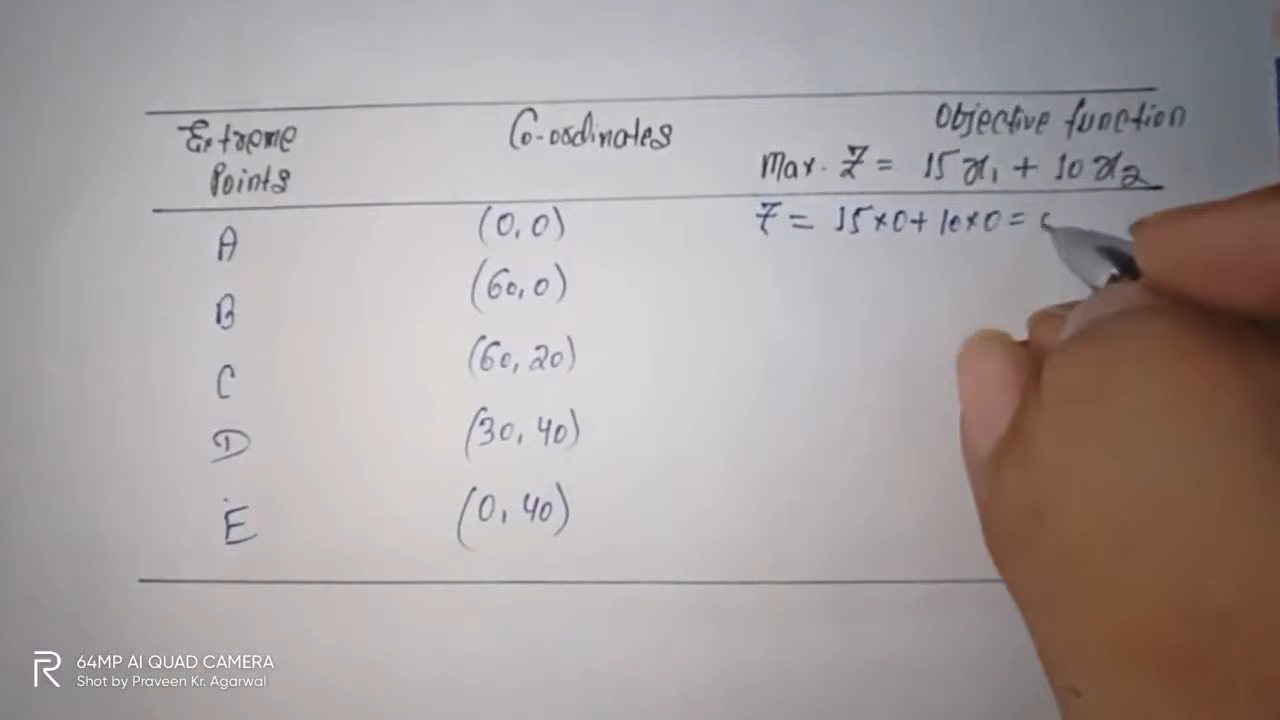 Extreme Points
Co-ordinates
Objective function
Max. Z = 15x₁ + 10x₂
A (0,0) Z = 15×0+10×0=
B (60,0)
C (60,20)
D (30,40)
E (0,40)
R
64MP AI QUAD CAMERA
Shot by Praveen Kr. Agarwal